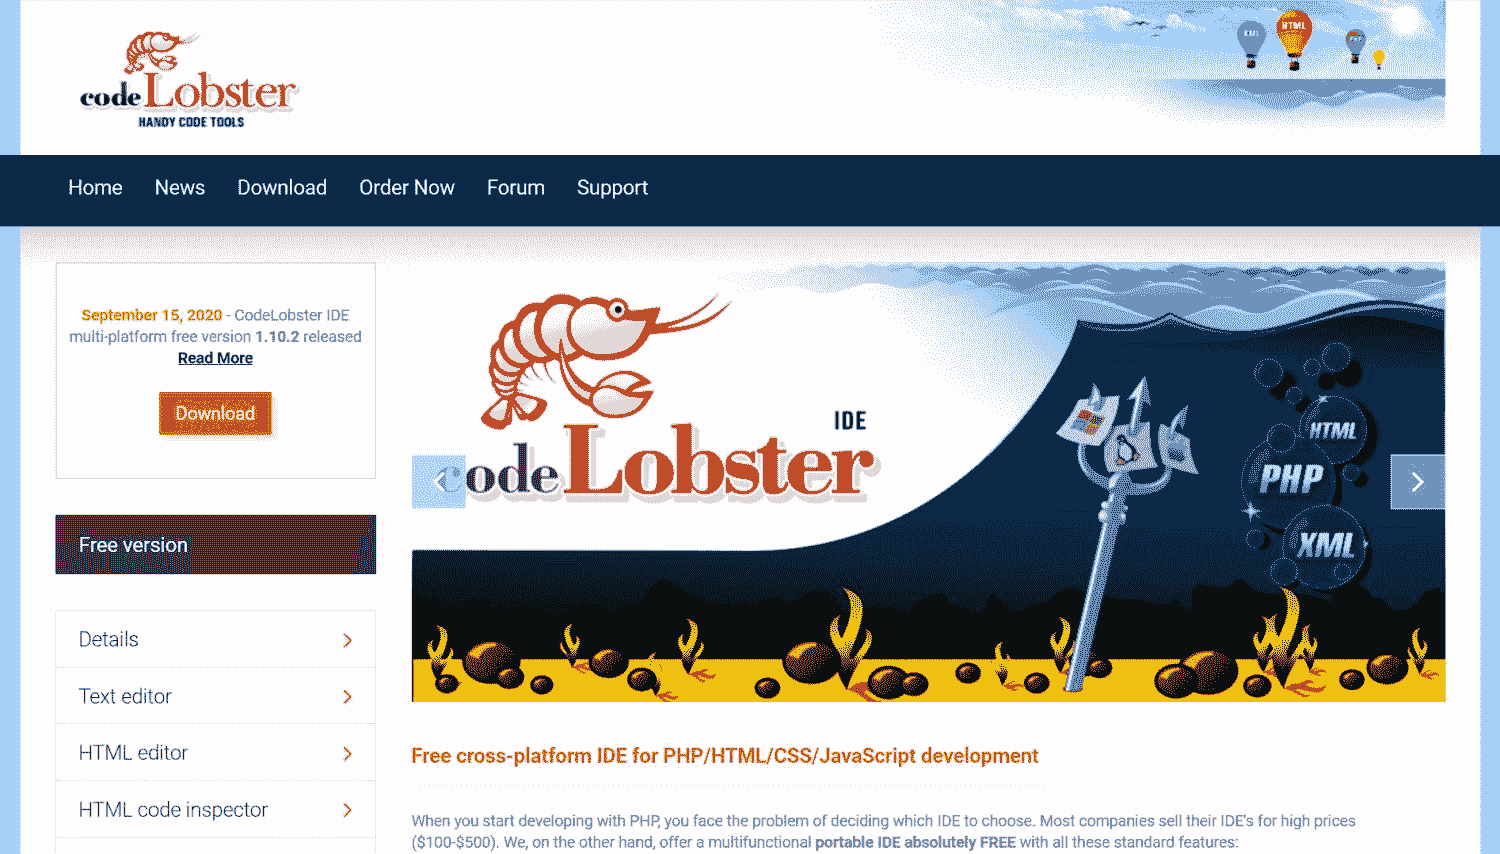 code Lobster
HANDY CODE TOOLS
XML
HTML
PHP
Home News Download Order Now Forum Support
September 15, 2020 - CodeLobster IDE
multi-platform free version 1.10.2 released
Read More
Download
Free version
Details
Text editor
HTML editor
HTML code inspector
IDE
codeLobster
HTML
PHP
XML
Free cross-platform IDE for PHP/HTML/CSS/JavaScript development
When you start developing with PHP, you face the problem of deciding which IDE to choose. Most companies sell their IDE's for high prices
($100-$500). We, on the other hand, offer a multifunctional portable IDE absolutely FREE with all these standard features: